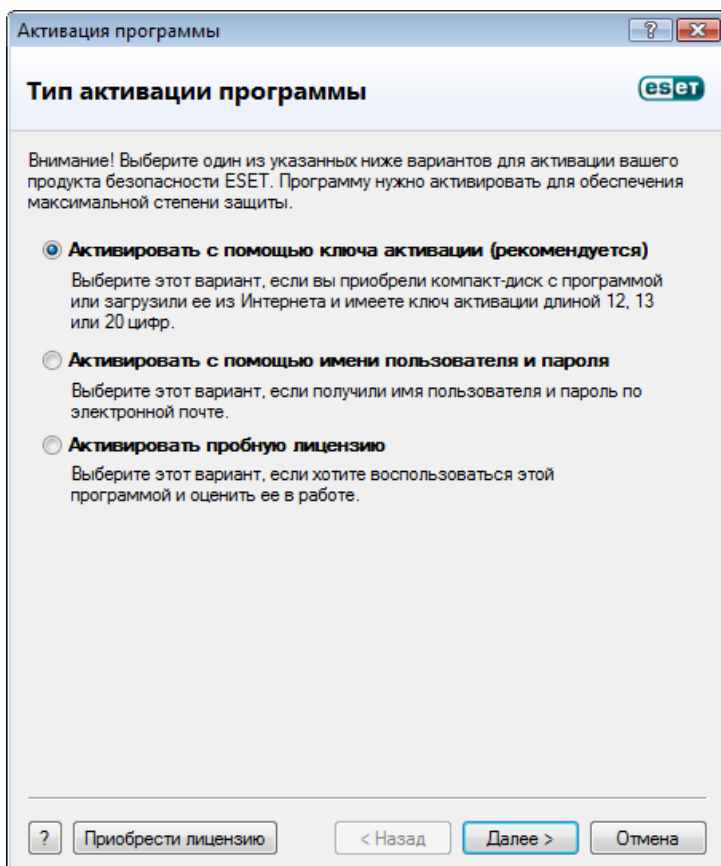 Активация программы
?
Тип активации программы
eset
Внимание! Выберите один из указанных ниже вариантов для активации вашего
продукта безопасности ESET. Программу нужно активировать для обеспечения
максимальной степени защиты.
Активировать с помощью ключа активации (рекомендуется)
Выберите этот вариант, если вы приобрели компакт-диск с программой
или загрузили ее из Интернета и имеете ключ активации длиной 12, 13
или 20 цифр.
Активировать с помощью имени пользователя и пароля
Выберите этот вариант, если получили имя пользователя и пароль по
электронной почте.
Активировать пробную лицензию
Выберите этот вариант, если хотите воспользоваться этой
программой и оценить ее в работе.
? Приобрести лицензию < Назад Далее > Отмена